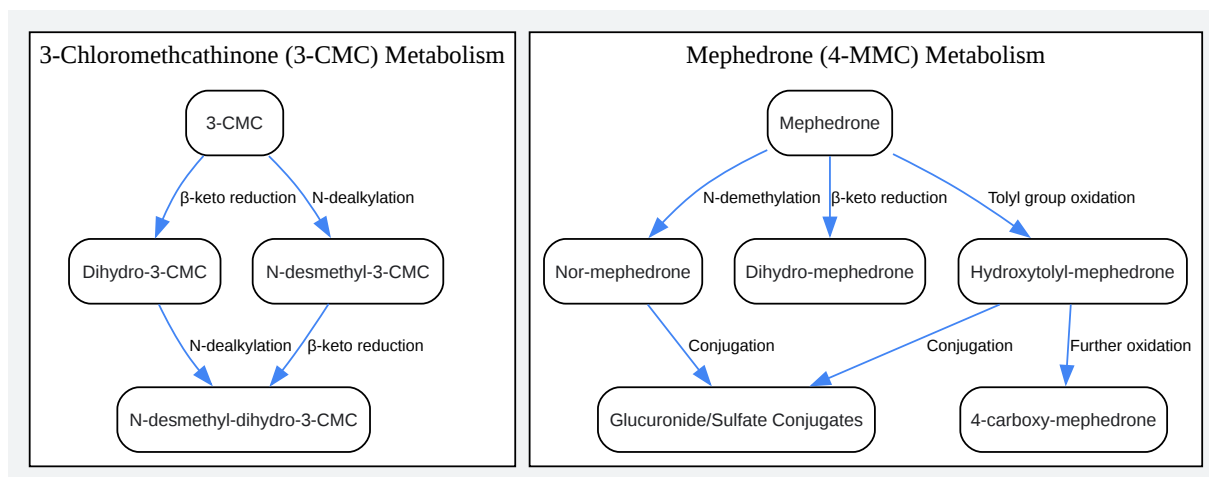 3-Chloromethcathinone (3-CMC) Metabolism
3-CMC
β-keto reduction
N-dealkylation
Dihydro-3-CMC
N-desmethyl-3-CMC
N-dealkylation
β-keto reduction
N-desmethyl-dihydro-3-CMC
Mephedrone (4-MMC) Metabolism
Mephedrone
N-demethylation
β-keto reduction
Tolyl group oxidation
Nor-mephedrone
Dihydro-mephedrone
Hydroxytolyl-mephedrone
Conjugation
Conjugation
Further oxidation
Glucuronide/Sulfate Conjugates
4-carboxy-mephedrone